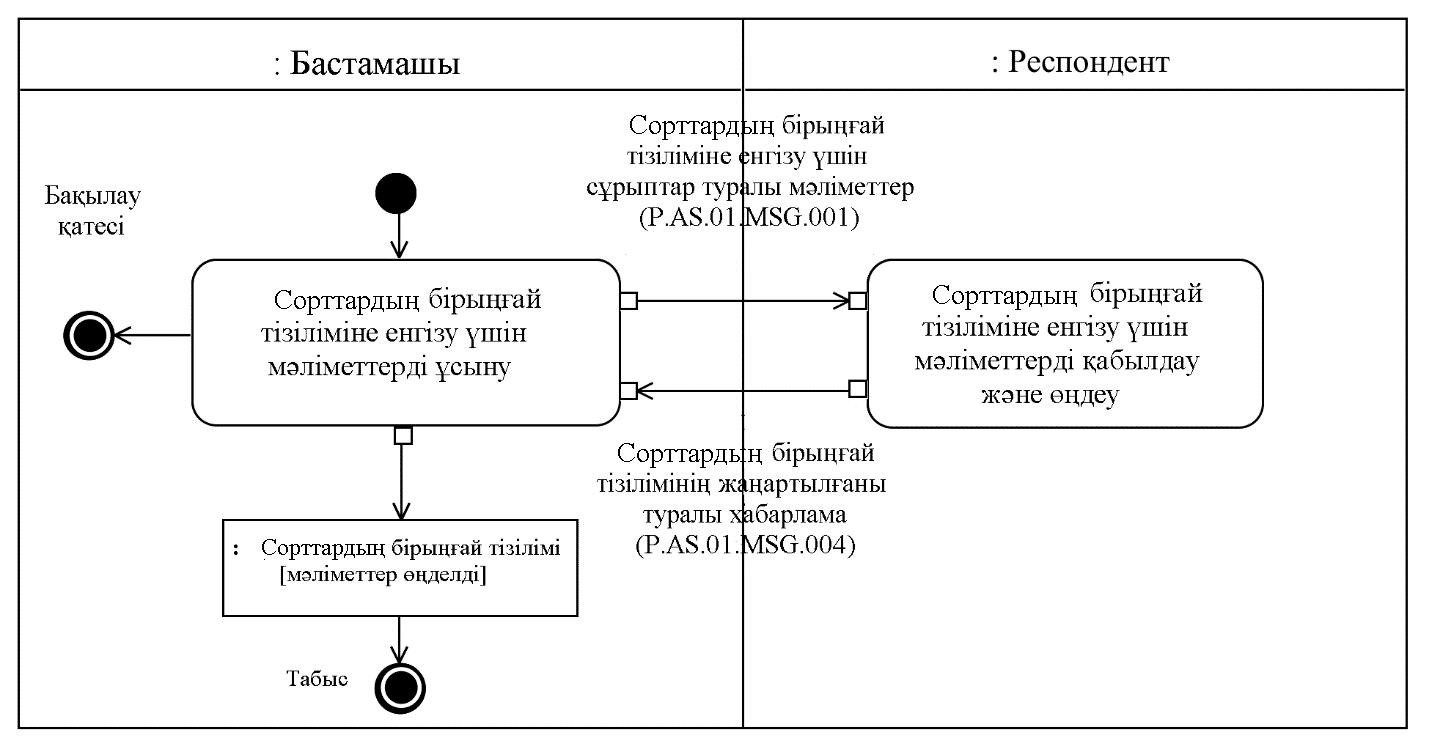 : Бастамашы
: Респондент
Сорттардың бірыңғай
тізіліміне енгізу үшін
сұрыптар туралы мәліметтер
(P.AS.01.MSG.001)
Бақылау
қатесі
Сорттардың бірыңғай
тізіліміне енгізу үшін
мәліметтерді ұсыну
Сорттардың бірыңғай
тізіліміне енгізу үшін
мәліметтерді қабылдау
және өңдеу
Сорттардың бірыңғай
тізілімінің жаңартылғаны
туралы хабарлама
(P.AS.01.MSG.004)
: Сорттардың бірыңғай тізілімі
[мәліметтер өңделді]
Табыс